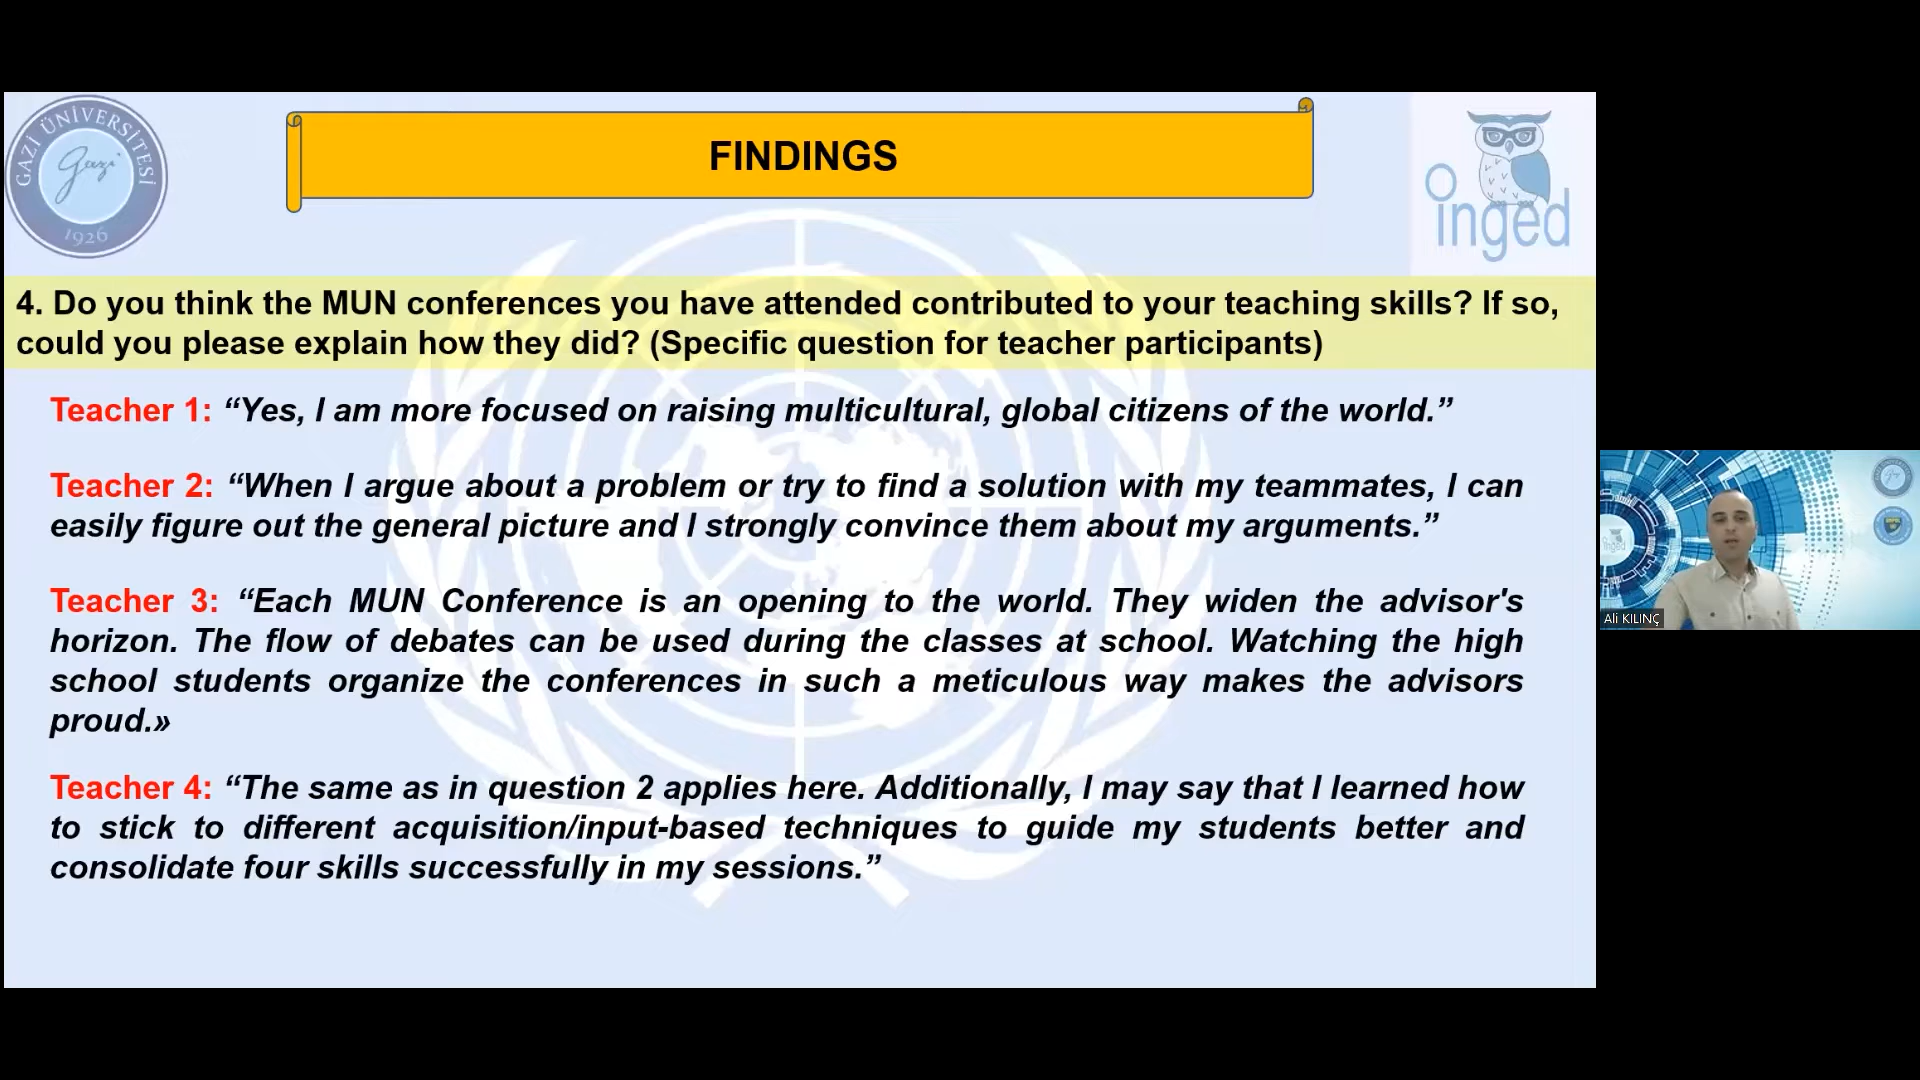 GAZİ ÜNİVERSİTESİ
Gazi
1926
FINDINGS
inged
4. Do you think the MUN conferences you have attended contributed to your teaching skills? If so,
could you please explain how they did? (Specific question for teacher participants)
Teacher 1: “Yes, I am more focused on raising multicultural, global citizens of the world.”
Teacher 2: “When I argue about a problem or try to find a solution with my teammates, I can
easily figure out the general picture and I strongly convince them about my arguments.”
Teacher 3: “Each MUN Conference is an opening to the world. They widen the advisor's
horizon. The flow of debates can be used during the classes at school. Watching the high
school students organize the conferences in such a meticulous way makes the advisors
proud.»
Teacher 4: “The same as in question 2 applies here. Additionally, I may say that I learned how
to stick to different acquisition/input-based techniques to guide my students better and
consolidate four skills successfully in my sessions.”
inged
Ali KILINÇ